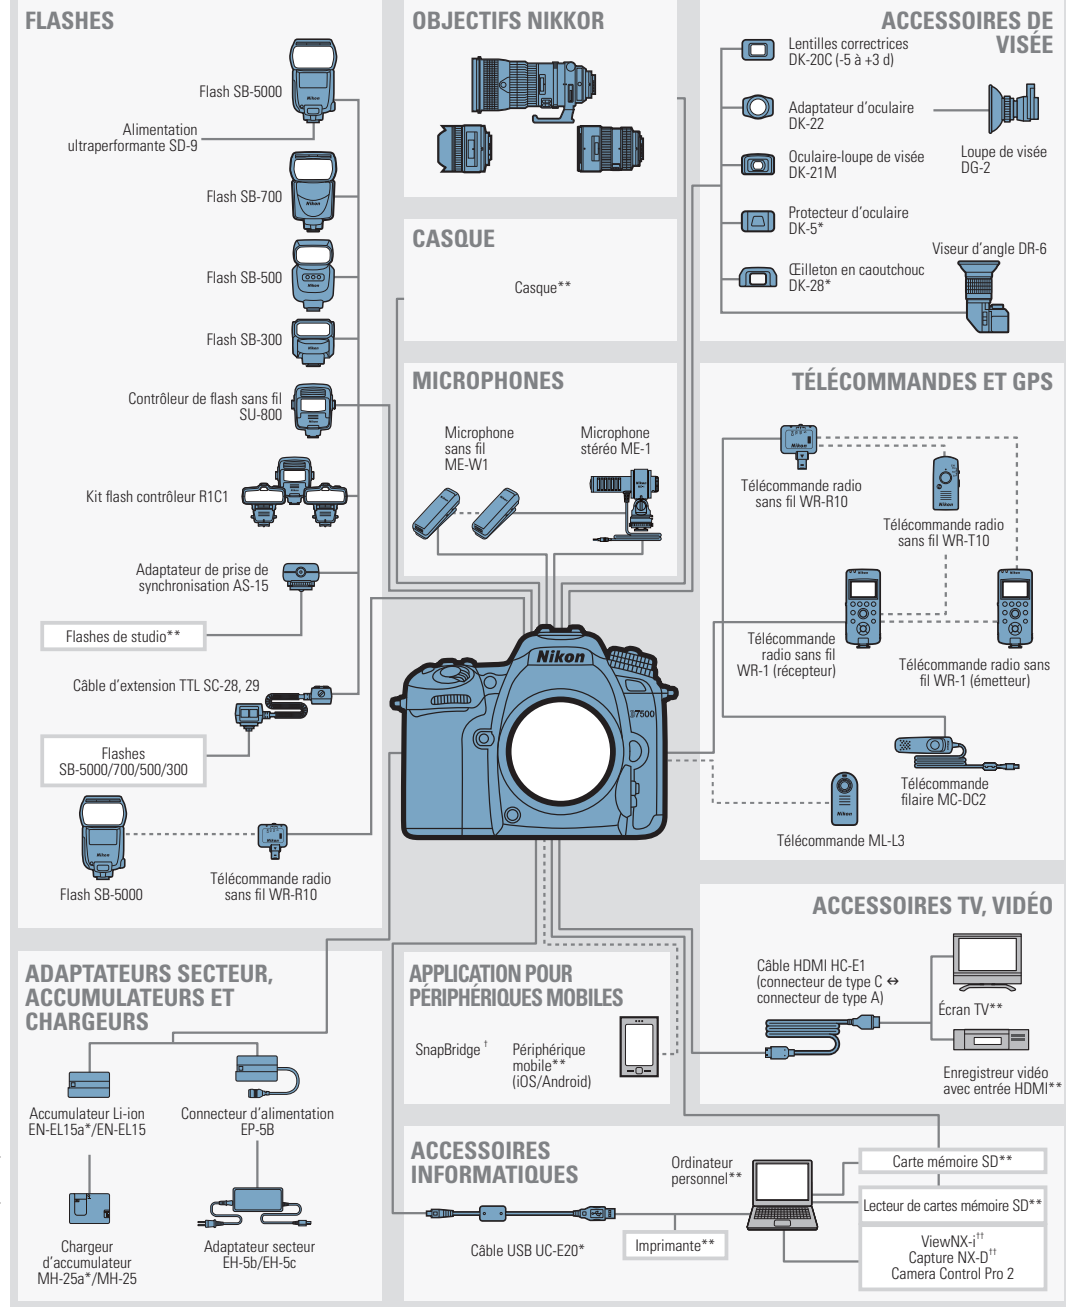 FLASHES
Flash SB-5000
Alimentation
ultraperformante SD-9
Flash SB-700
Flash SB-500
Flash SB-300
Contrôleur de flash sans fil
SU-800
Kit flash contrôleur R1C1
Adaptateur de prise de
synchronisation AS-15
Flashes de studio**
Câble d'extension TTL SC-28, 29
Flashes
SB-5000/700/500/300
Flash SB-5000
Télécommande radio
sans fil WR-R10
OBJECTIFS NIKKOR
CASQUE
Casque**
MICROPHONES
Microphone
sans fil
ME-W1
Microphone
stéréo ME-1
Nikon
D7500
ACCESSOIRES DE
VISÉE
Lentilles correctrices
DK-20C (-5 à +3 d)
Adaptateur d'oculaire
DK-22
Loupe de visée
DG-2
Oculaire-loupe de visée
DK-21M
Protecteur d'oculaire
DK-5*
Viseur d'angle DR-6
Œilleton en caoutchouc
DK-28*
TÉLÉCOMMANDES ET GPS
Télécommande radio
sans fil WR-R10
Télécommande radio
sans fil WR-T10
Télécommande
radio sans fil
WR-1 (récepteur)
Télécommande radio sans
fil WR-1 (émetteur)
Télécommande
filaire MC-DC2
Télécommande ML-L3
ACCESSOIRES TV, VIDÉO
Câble HDMI HC-E1
(connecteur de type C ↔
connecteur de type A)
Écran TV**
Enregistreur vidéo
avec entrée HDMI**
ADAPTATEURS SECTEUR,
ACCUMULATEURS ET
CHARGEURS
Accumulateur Li-ion
EN-EL15a*/EN-EL15
Connecteur d'alimentation
EP-5B
Chargeur
d'accumulateur
MH-25a*/MH-25
Adaptateur secteur
EH-5b/EH-5c
APPLICATION POUR
PÉRIPHÉRIQUES MOBILES
SnapBridge †
Périphérique
mobile**
(iOS/Android)
ACCESSOIRES
INFORMATIQUES
Câble USB UC-E20*
Imprimante**
Ordinateur
personnel**
Carte mémoire SD**
Lecteur de cartes mémoire SD**
ViewNX-i††
Capture NX-D††
Camera Control Pro 2